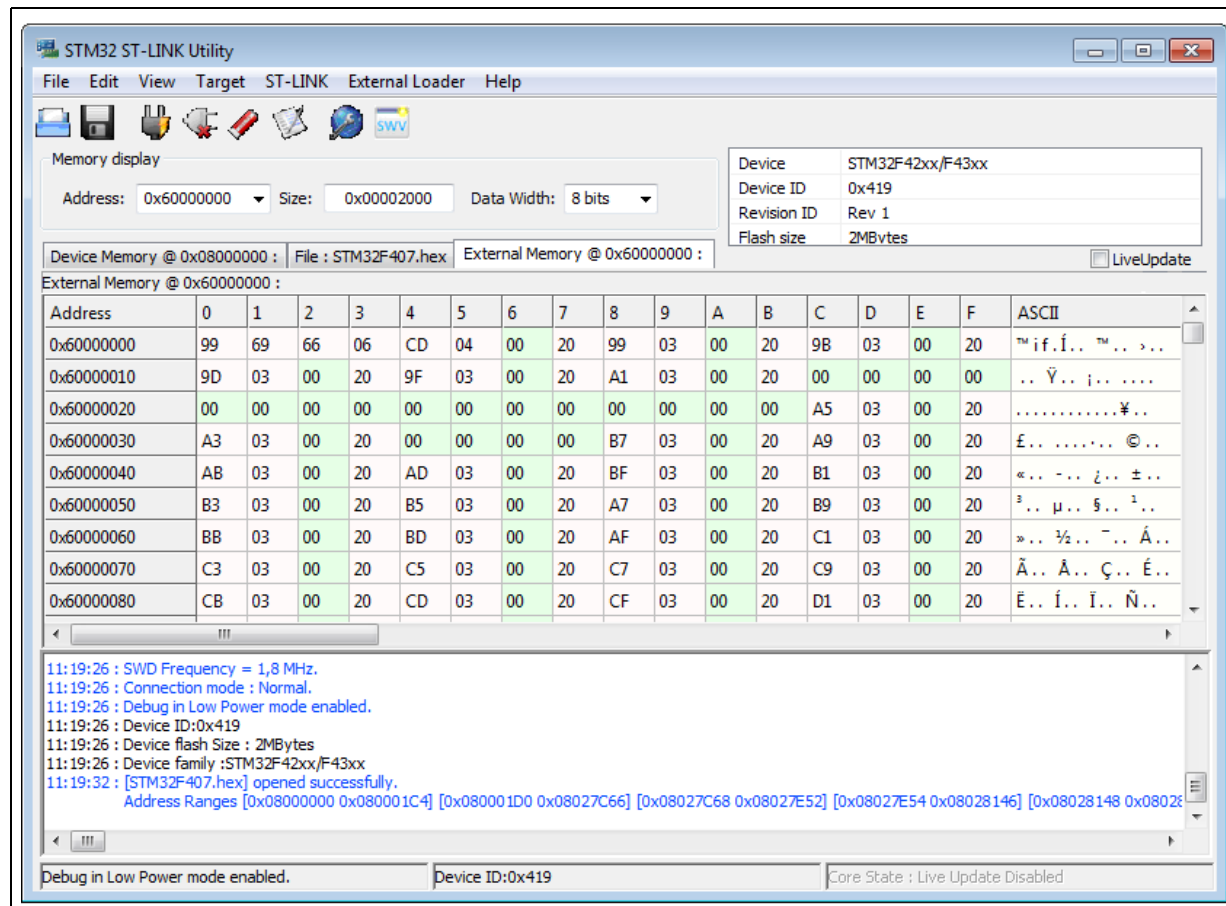 STM32 ST-LINK Utility
File Edit View Target ST-LINK External Loader Help
SWV
Memory display
Address: 0x60000000 Size: 0x00002000 Data Width: 8 bits
Device STM32F42xx/F43xx
Device ID 0x419
Revision ID Rev 1
Flash size 2MBytes
Device Memory @ 0x08000000 : File : STM32F407.hex External Memory @ 0x60000000 : LiveUpdate
External Memory @ 0x60000000 :
Address 0 1 2 3 4 5 6 7 8 9 A B C D E F ASCII
0x60000000 99 69 66 06 CD 04 00 20 99 03 00 20 9B 03 00 20 ™if.Í.. ™.. ›..
0x60000010 9D 03 00 20 9F 03 00 20 A1 03 00 20 00 00 00 00 .. Ÿ.. ¡.. ....
0x60000020 00 00 00 00 00 00 00 00 00 00 00 00 A5 03 00 20 ............¥..
0x60000030 A3 03 00 20 00 00 00 00 B7 03 00 20 A9 03 00 20 £.. ....·.. ©..
0x60000040 AB 03 00 20 AD 03 00 20 BF 03 00 20 B1 03 00 20 «.. -.. ¿.. ±..
0x60000050 B3 03 00 20 B5 03 00 20 A7 03 00 20 B9 03 00 20 ³.. µ.. §.. ¹..
0x60000060 BB 03 00 20 BD 03 00 20 AF 03 00 20 C1 03 00 20 ».. ½.. ¯.. Á..
0x60000070 C3 03 00 20 C5 03 00 20 C7 03 00 20 C9 03 00 20 Ã.. Å.. Ç.. É..
0x60000080 CB 03 00 20 CD 03 00 20 CF 03 00 20 D1 03 00 20 Ë.. Í.. Ï.. Ñ..
11:19:26 : SWD Frequency = 1,8 MHz.
11:19:26 : Connection mode : Normal.
11:19:26 : Debug in Low Power mode enabled.
11:19:26 : Device ID:0x419
11:19:26 : Device flash Size : 2MBytes
11:19:26 : Device family :STM32F42xx/F43xx
11:19:32 : [STM32F407.hex] opened successfully.
Address Ranges [0x08000000 0x080001C4] [0x080001D0 0x08027C66] [0x08027C68 0x08027E52] [0x08027E54 0x08028146] [0x08028148 0x08028
Debug in Low Power mode enabled. Device ID:0x419 Core State : Live Update Disabled